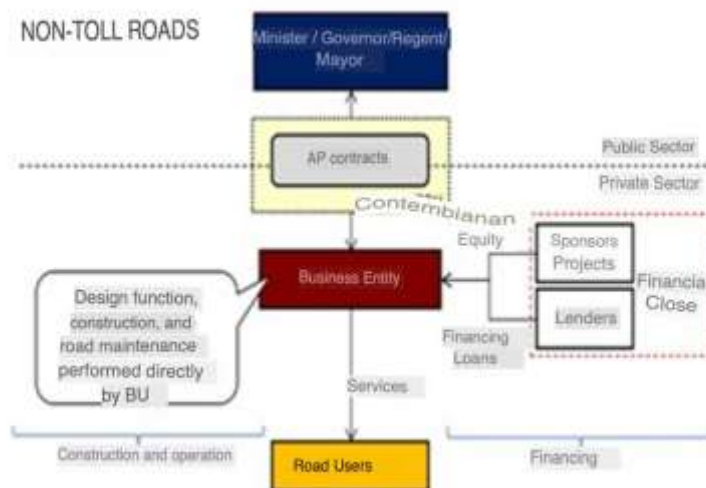 NON-TOLL ROADS
Minister / Governor/Regent/
Mayor
AP contracts
Public Sector
Private Sector
Contembianan
Equity
Sponsors
Projects
Financia
Close
Business Entity
Design function,
construction, and
road maintenance
performed directly
by BU
Lendera
Financing
Loans
Services
Construction and operation
Road Users
Financing